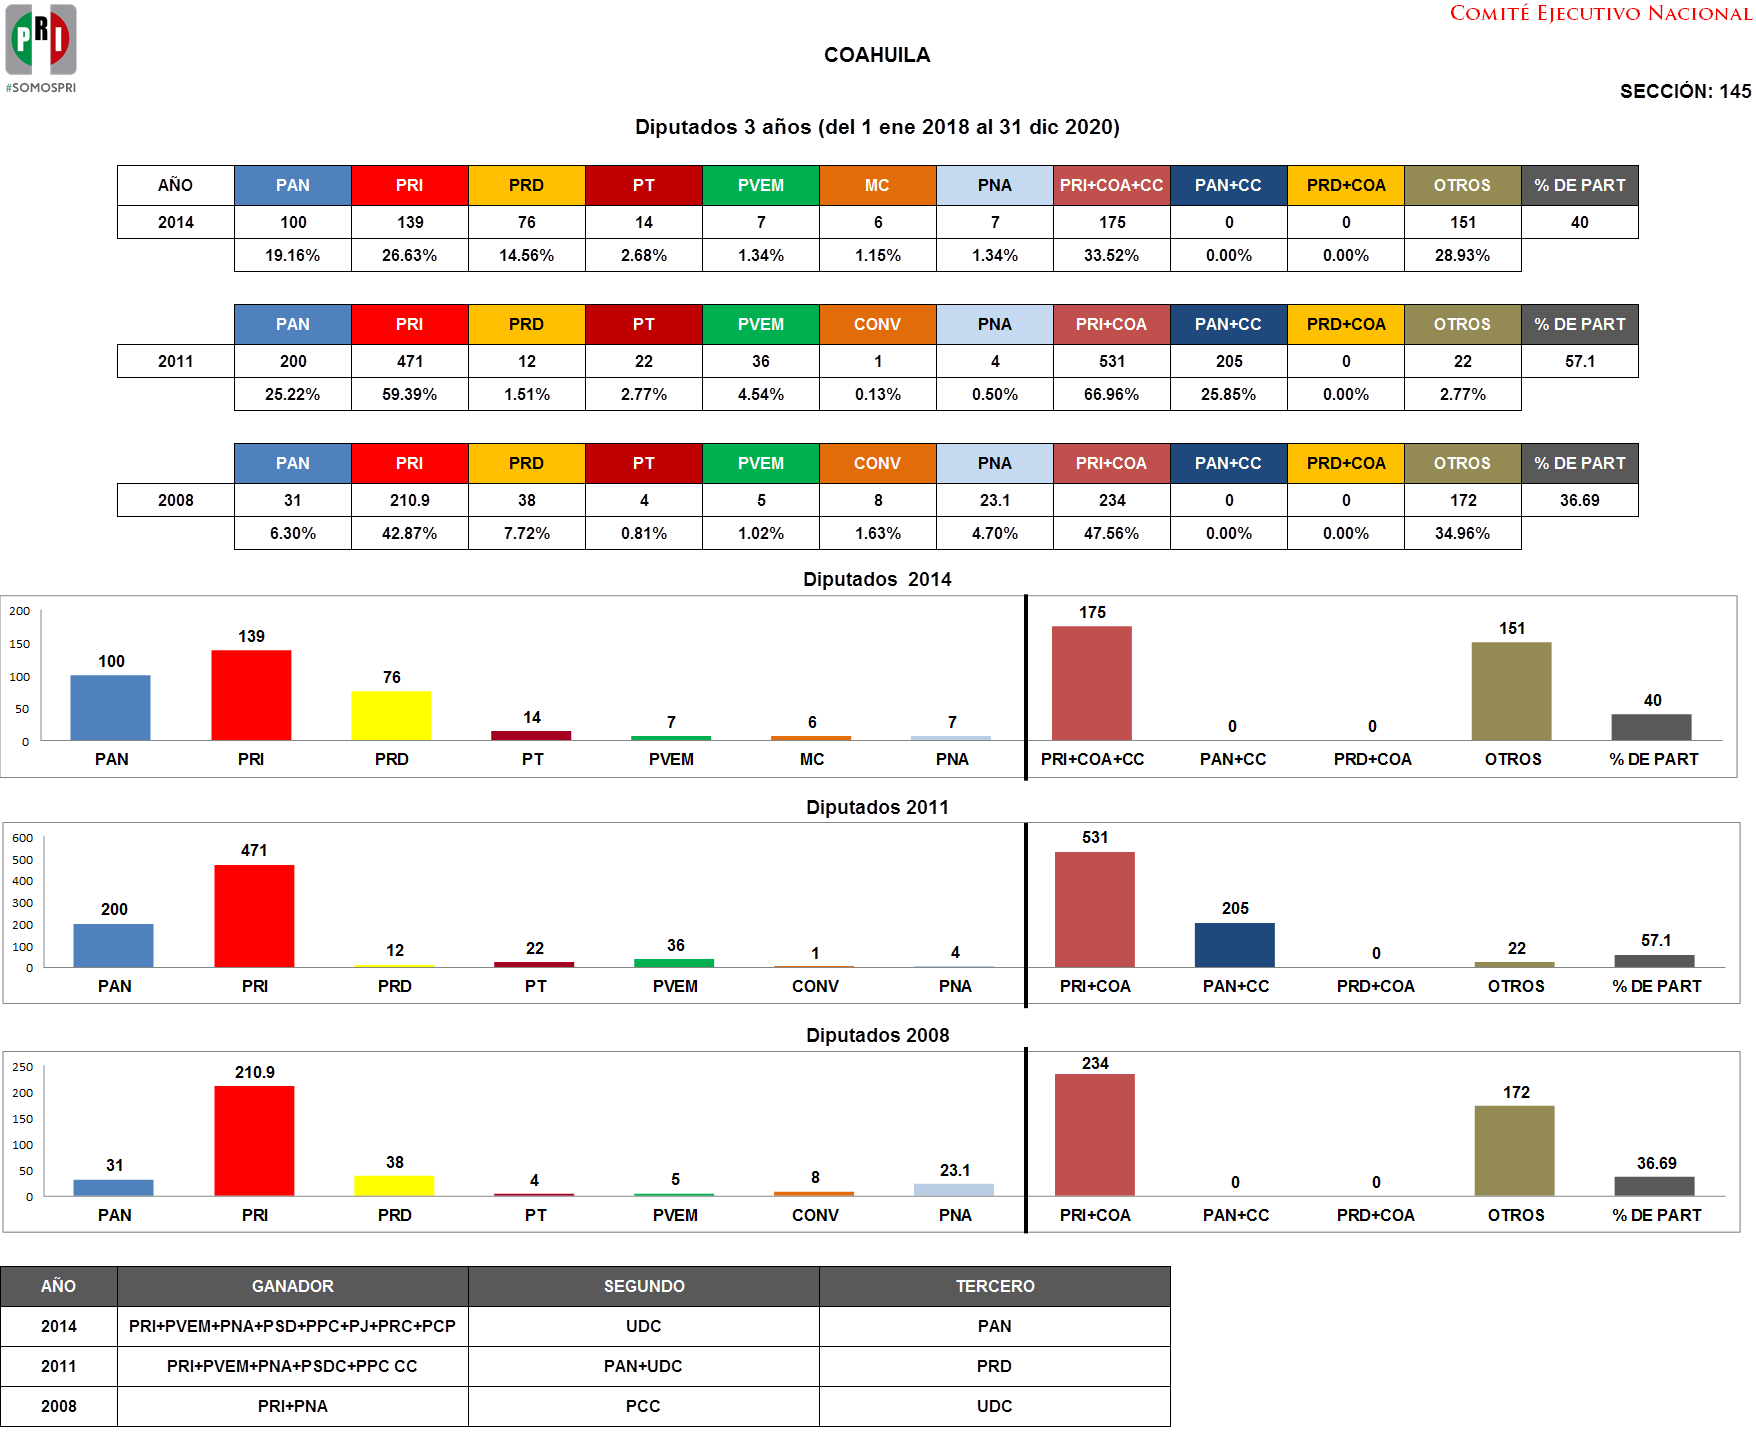 PRI
#SOMOSPRI
COMITÉ EJECUTIVO NACIONAL
COAHUILA
SECCIÓN: 145
Diputados 3 años (del 1 ene 2018 al 31 dic 2020)
AÑO PAN PRI PRD PT PVEM MC PNA PRI+COA+CC PAN+CC PRD+COA OTROS % DE PART
2014 100 139 76 14 7 6 7 175 0 0 151 40
19.16% 26.63% 14.56% 2.68% 1.34% 1.15% 1.34% 33.52% 0.00% 0.00% 28.93%
PAN PRI PRD PT PVEM CONV PNA PRI+COA PAN+CC PRD+COA OTROS % DE PART
2011 200 471 12 22 36 1 4 531 205 0 22 57.1
25.22% 59.39% 1.51% 2.77% 4.54% 0.13% 0.50% 66.96% 25.85% 0.00% 2.77%
PAN PRI PRD PT PVEM CONV PNA PRI+COA PAN+CC PRD+COA OTROS % DE PART
2008 31 210.9 38 4 5 8 23.1 234 0 0 172 36.69
6.30% 42.87% 7.72% 0.81% 1.02% 1.63% 4.70% 47.56% 0.00% 0.00% 34.96%
Diputados 2014
200
150
100
50
0
100 139 76 14 7 6 7 175 0 0 151 40
PAN PRI PRD PT PVEM MC PNA PRI+COA+CC PAN+CC PRD+COA OTROS % DE PART
Diputados 2011
600
500
400
300
200
100
0
200 471 12 22 36 1 4 531 205 0 22 57.1
PAN PRI PRD PT PVEM CONV PNA PRI+COA PAN+CC PRD+COA OTROS % DE PART
Diputados 2008
250
200
150
100
50
0
31 210.9 38 4 5 8 23.1 234 0 0 172 36.69
PAN PRI PRD PT PVEM CONV PNA PRI+COA PAN+CC PRD+COA OTROS % DE PART
AÑO GANADOR SEGUNDO TERCERO
2014 PRI+PVEM+PNA+PSD+PPC+PJ+PRC+PCP UDC PAN
2011 PRI+PVEM+PNA+PSDC+PPC CC PAN+UDC PRD
2008 PRI+PNA PCC UDC